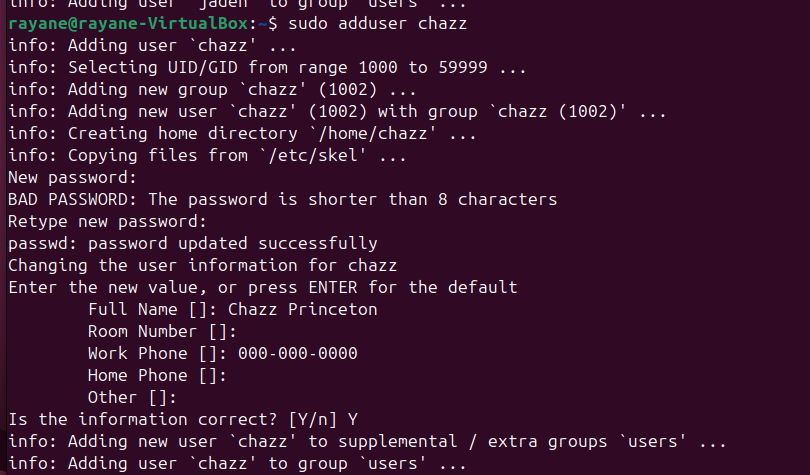 info: Adding user `jaden' to group `users' ...
rayane@rayane-VirtualBox:~$ sudo adduser chazz
info: Adding user `chazz' ...
info: Selecting UID/GID from range 1000 to 59999 ...
info: Adding new group `chazz' (1002) ...
info: Adding new user `chazz' (1002) with group `chazz (1002)' ...
info: Creating home directory `/home/chazz' ...
info: Copying files from `/etc/skel' ...
New password:
BAD PASSWORD: The password is shorter than 8 characters
Retype new password:
passwd: password updated successfully
Changing the user information for chazz
Enter the new value, or press ENTER for the default
Full Name []: Chazz Princeton
Room Number []:
Work Phone []: 000-000-0000
Home Phone []:
Other []:
Is the information correct? [Y/n] Y
info: Adding new user `chazz' to supplemental / extra groups `users' ...
info: Adding user `chazz' to group `users' ...